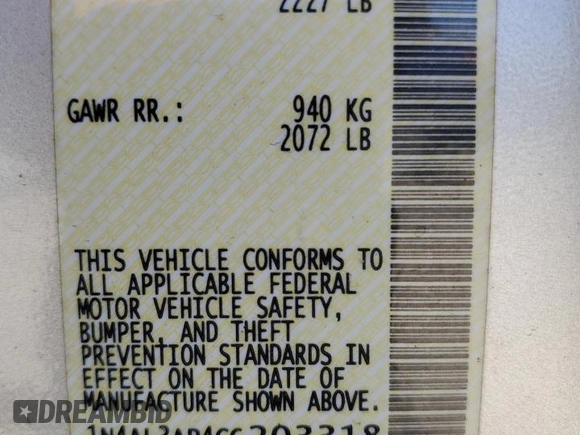 2227 LB
GAWR RR.: 940 KG
2072 LB
THIS VEHICLE CONFORMS TO
ALL APPLICABLE FEDERAL
MOTOR VEHICLE SAFETY,
BUMPER, AND THEFT
PREVENTION STANDARDS IN
EFFECT ON THE DATE OF
MANUFACTURE SHOWN ABOVE.
DREAMBID